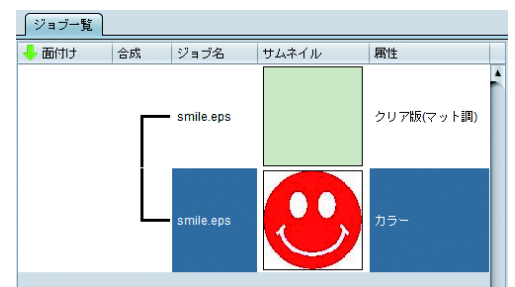 ジョブ一覧
面付け 合成 ジョブ名 サムネイル 属性
smile.eps クリア版(マット調)
smile.eps カラー